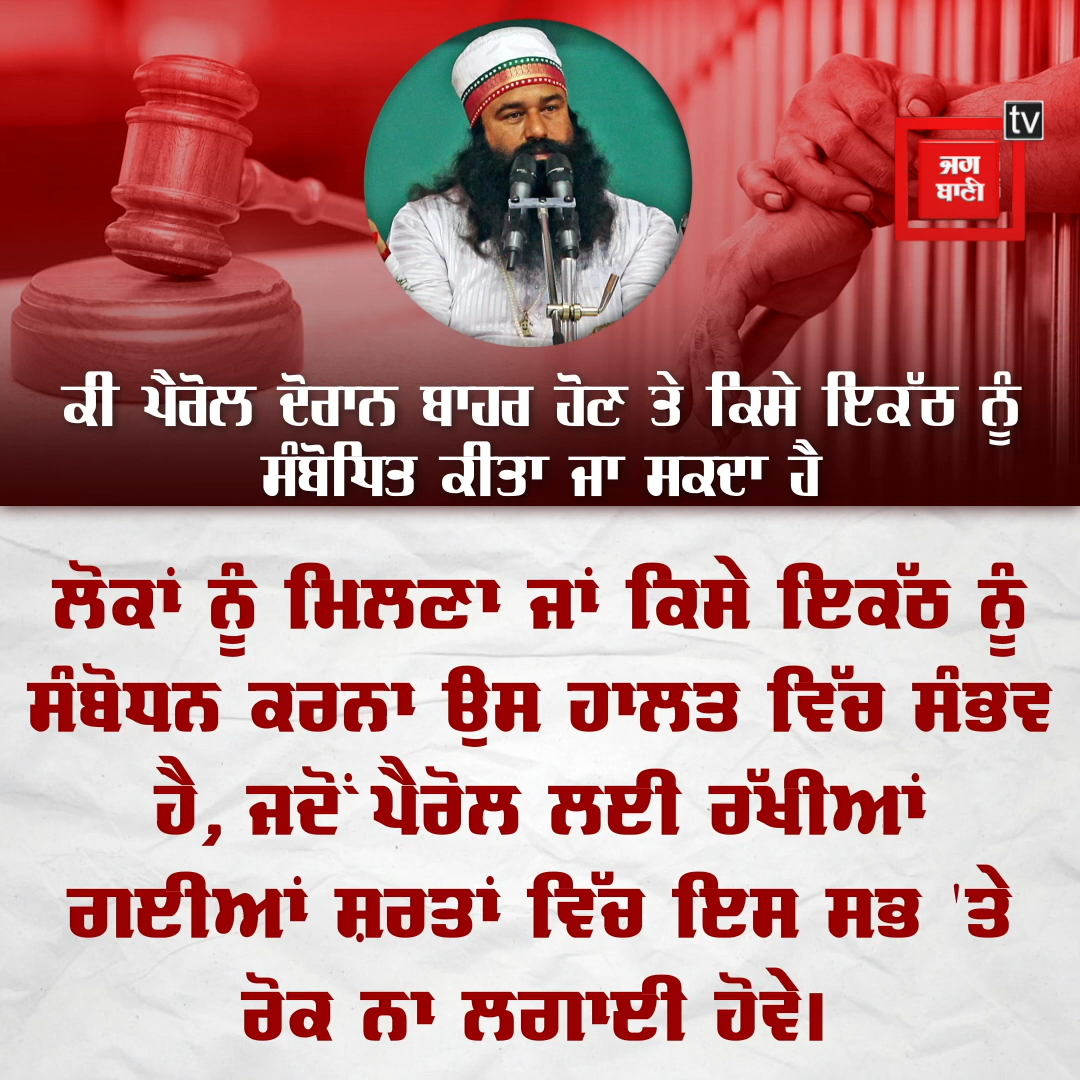 tv
ਜਗ
ਬਾਣੀ
ਕੀ ਪੈਰੋਲ ਦੋਰਾਨ ਬਾਹਰ ਹੋਣ ਤੇ ਕਿਸੇ ਇਕੱਠ ਨੂੰ
ਸੰਬੋਧਿਤ ਕੀਤਾ ਜਾ ਸਕਦਾ ਹੈ
ਲੋਕਾਂ ਨੂੰ ਮਿਲਣਾ ਜਾਂ ਕਿਸੇ ਇਕੱਠ ਨੂੰ
ਸੰਬੋਧਨ ਕਰਨਾ ਉਸ ਹਾਲਤ ਵਿੱਚ ਸੰਭਵ
ਹੈ, ਜਦੋਂ ਪੈਰੋਲ ਲਈ ਰੱਖੀਆਂ
ਗਈਆਂ ਸ਼ਰਤਾਂ ਵਿੱਚ ਇਸ ਸਭ 'ਤੇ
ਰੋਕ ਨਾ ਲਗਾਈ ਹੋਵੇ।